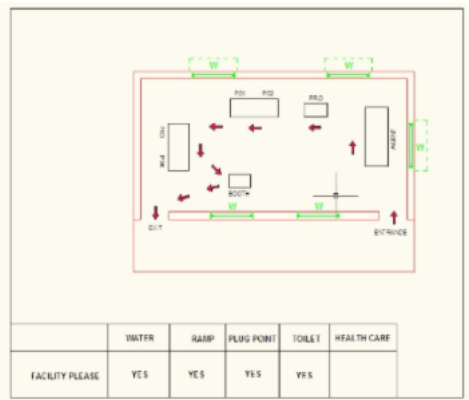 W W
PO1 PO2
PRO
AGENT
W
BOOTH
W W
EXIT
ENTRANCE
WATER RAMP PLUG POINT TOILET HEALTH CARE
FACILITY PLEASE YES YES YES YES